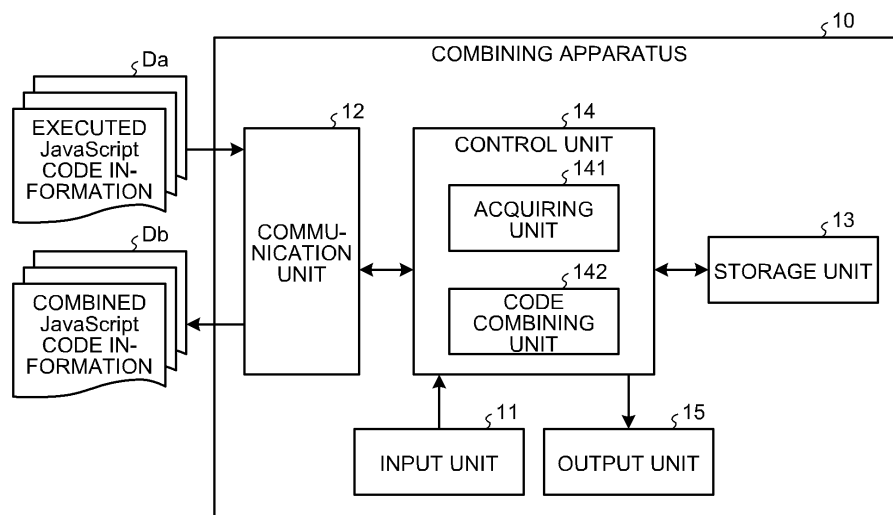 10
COMBINING APPARATUS
Da
EXECUTED
JavaScript
CODE IN-
FORMATION
Db
COMBINED
JavaScript
CODE IN-
FORMATION
12
COMMU-
NICATION
UNIT
14
CONTROL UNIT
141
ACQUIRING
UNIT
142
CODE
COMBINING
UNIT
13
STORAGE UNIT
11
INPUT UNIT
15
OUTPUT UNIT